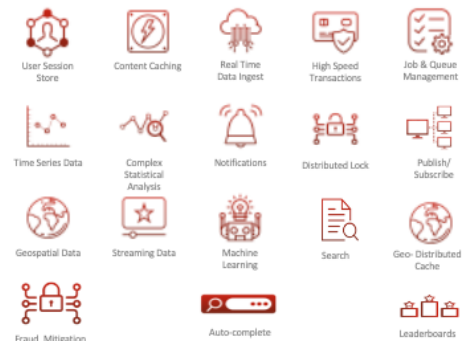 User Session
Store
Content Caching
Real Time
Data Ingest
High Speed
Transactions
Job & Queue
Management
Time Series Data
Complex
Statistical
Analysis
Notifications
Distributed Lock
Publish/
Subscribe
Geospatial Data
Streaming Data
Machine
Learning
Search
Geo- Distributed
Cache
Fraud Mitigation
Auto-complete
Leaderboards